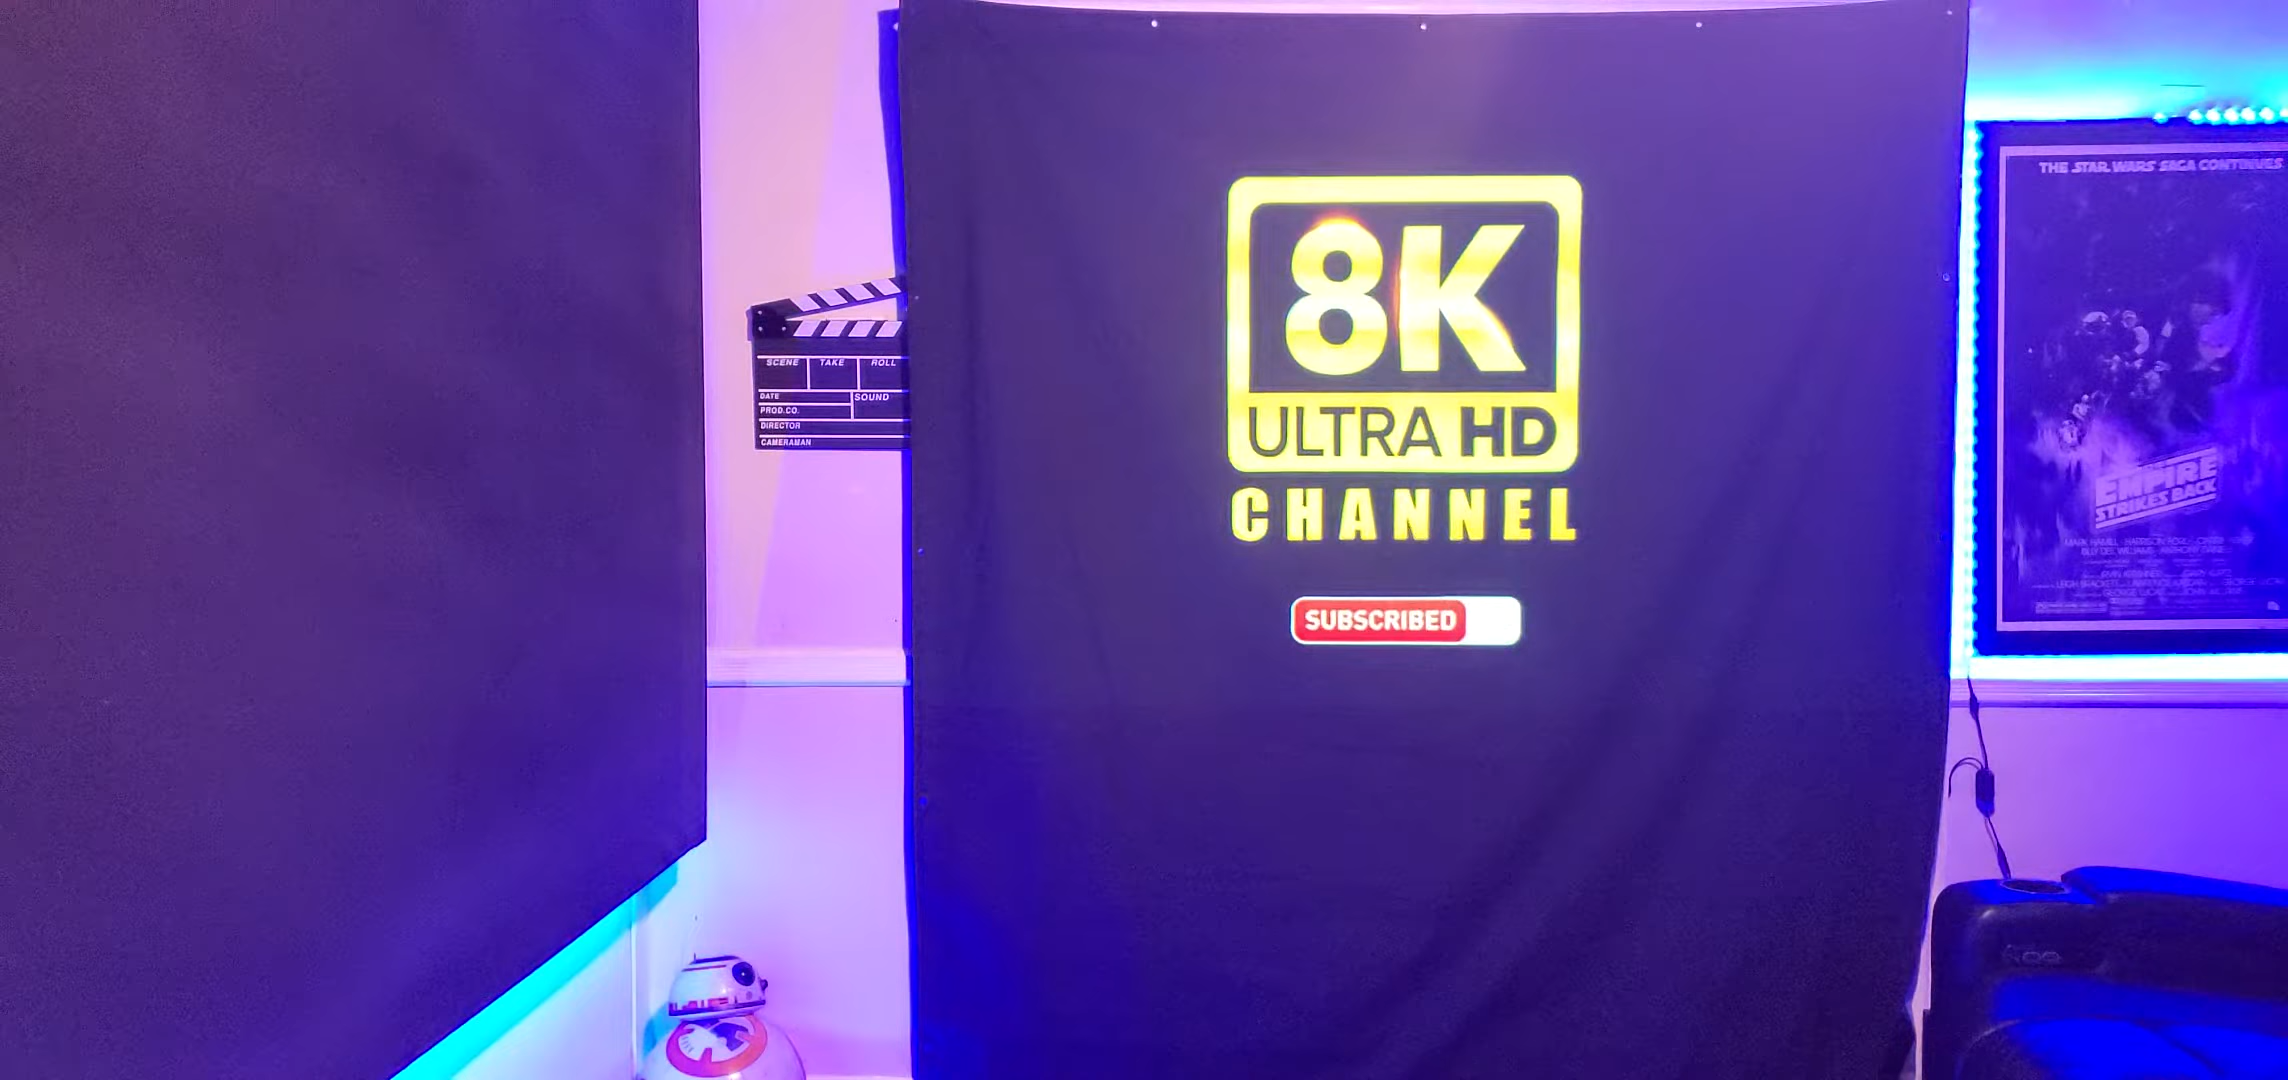 SCENE TAKE ROLL
DATE SOUND
PROD.CO.
DIRECTOR
CAMERAMAN
8K
ULTRA HD
CHANNEL
SUBSCRIBED
THE STAR WARS SAGA CONTINUES
EMPIRE
STRIKES BACK